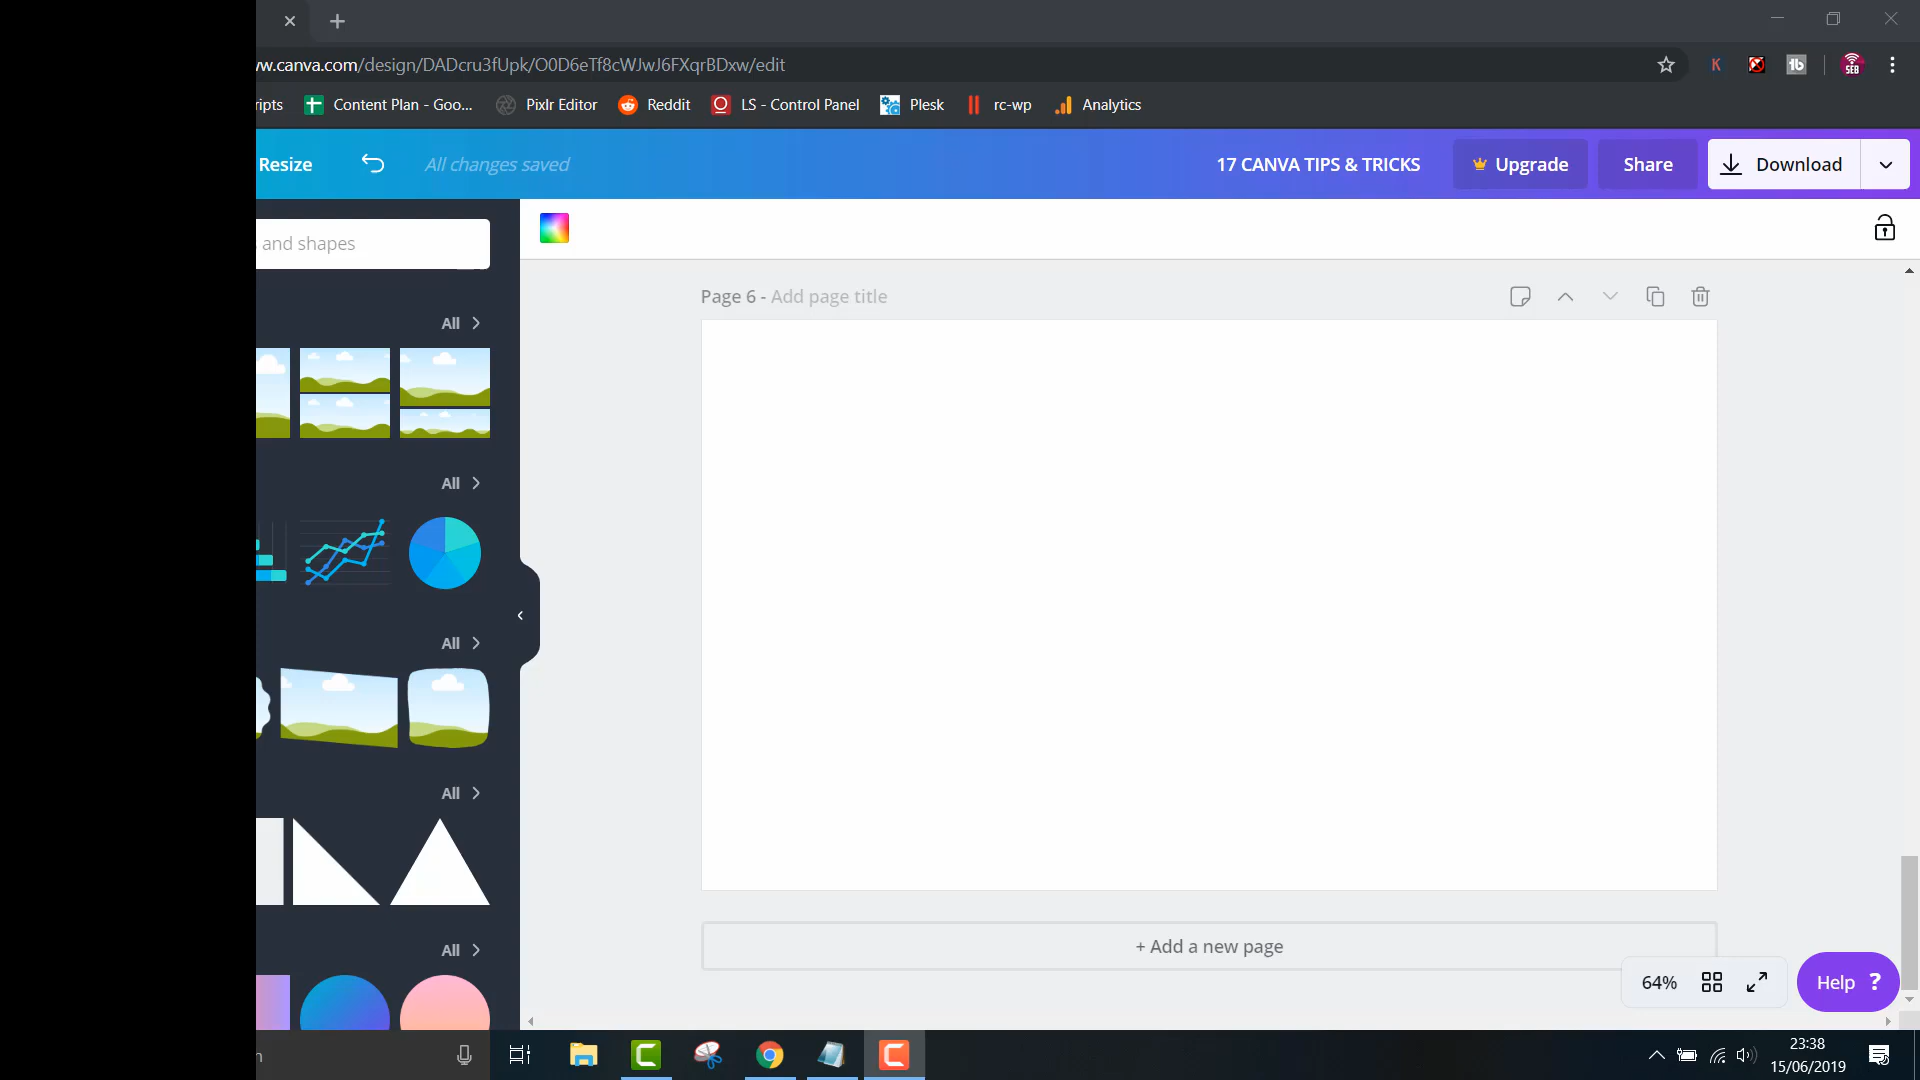 w.canva.com/design/DADcru3fUpk/O0D6eTf8cWJwJ6FXqrBDxw/edit
K
tb
SEB
ripts
Content Plan - Goo...
Pixlr Editor
Reddit
LS - Control Panel
Plesk
rc-wp
Analytics
Resize
All changes saved
17 CANVA TIPS & TRICKS
Upgrade
Share
Download
and shapes
Page 6 - Add page title
All
All
All
All
All
+ Add a new page
64%
Help ?
23:38
15/06/2019